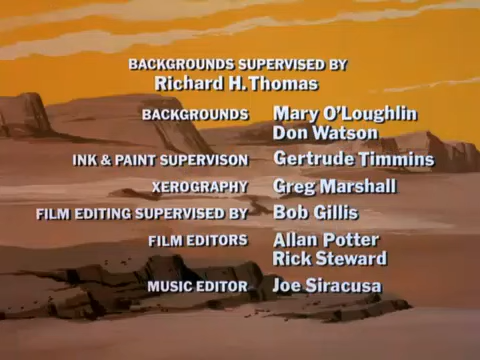 BACKGROUNDS SUPERVISED BY
Richard H. Thomas
BACKGROUNDS Mary O'Loughlin
Don Watson
INK & PAINT SUPERVISON Gertrude Timmins
XEROGRAPHY Greg Marshall
FILM EDITING SUPERVISED BY Bob Gillis
FILM EDITORS Allan Potter
Rick Steward
MUSIC EDITOR Joe Siracusa